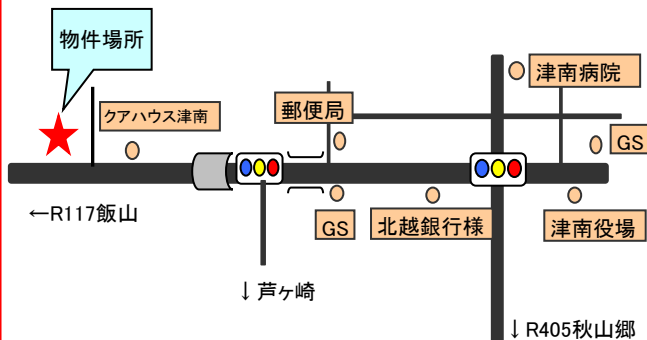 物件場所
津南病院
クアハウス津南
郵便局
GS
←R117飯山
GS
北越銀行様
津南役場
↓芦ヶ崎
↓R405秋山郷